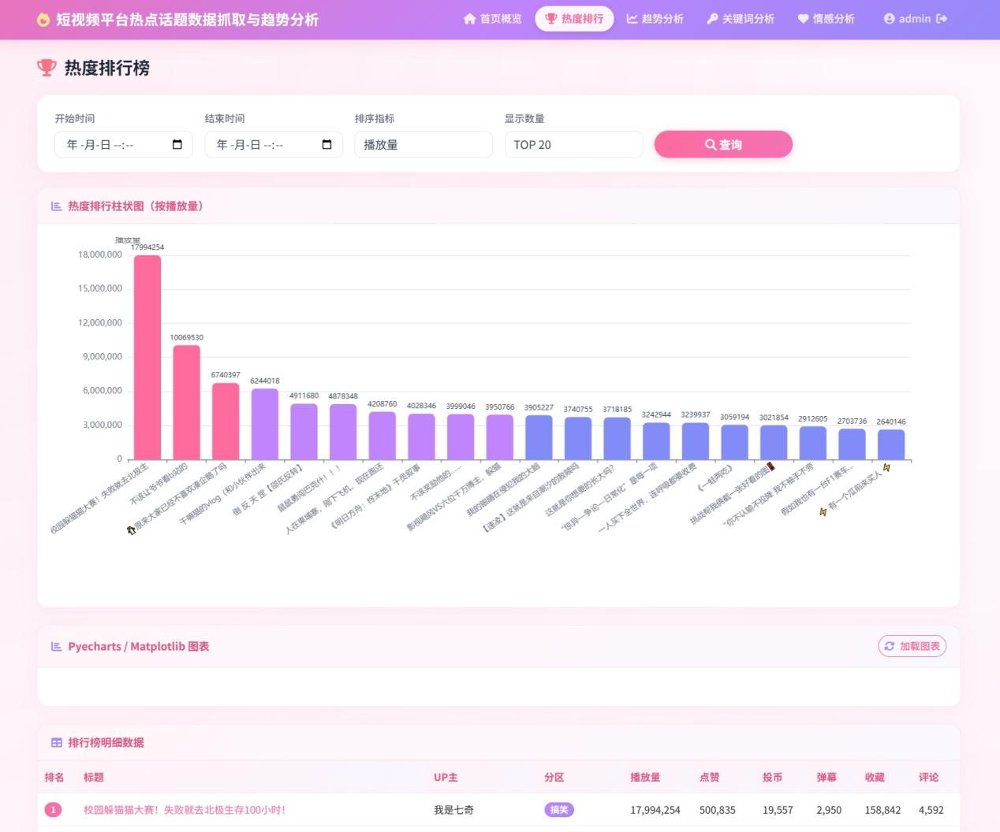 短视频平台热点话题数据抓取与趋势分析
首页概览 热度排行 趋势分析 关键词分析 情感分析 admin
热度排行榜
开始时间 结束时间 排序指标 显示数量
年 -月-日 --:-- 年 -月-日 --:-- 播放量 TOP 20 查询
热度排行柱状图（按播放量）
播放量
17994254
18,000,000
15,000,000
12,000,000
10069530
9,000,000
6740397
6244018
6,000,000
4911680 4878348 4208760 4028346 3999046 3950766 3905227 3740755 3718185 3242944 3239937 3059194 3021854 2912605 2703736 2640146
3,000,000
0
校园躲猫猫大赛！失败就去北极生
不该让爷爷看b站的
原来大家已经不喜欢凑企鹅了吗
干嘛猫的vlog（和小伙伴出来
倒 反 天 罡【邵氏反转】
鼠鼠勇闯巴克什！！！
人在柬埔寨，刚下飞机，现在跑还
《明日方舟：终末地》干员叙事
不该奖励他的……
影视飓风VS六位千万博主，躲猫
我的眼睛在侵犯我的大脑
【速凌】这就是来自潮汐的救赎吗
这就是你想要的长大吗？
“惊异一争论一日常化”是每一项
一人买下全世界，连呼吸都要收费
《一蛙两吃》
挑战帮我俩截一张好看的图
“你不认输不投降 我不袖手不旁
假如我也有一台F1赛车…
有一个瓜前来买人
Pyecharts / Matplotlib 图表 加载图表
排行榜明细数据
排名 标题 UP主 分区 播放量 点赞 投币 弹幕 收藏 评论
1 校园躲猫猫大赛！失败就去北极生存100小时！ 我是七奇 搞笑 17,994,254 500,835 19,557 2,950 158,842 4,592